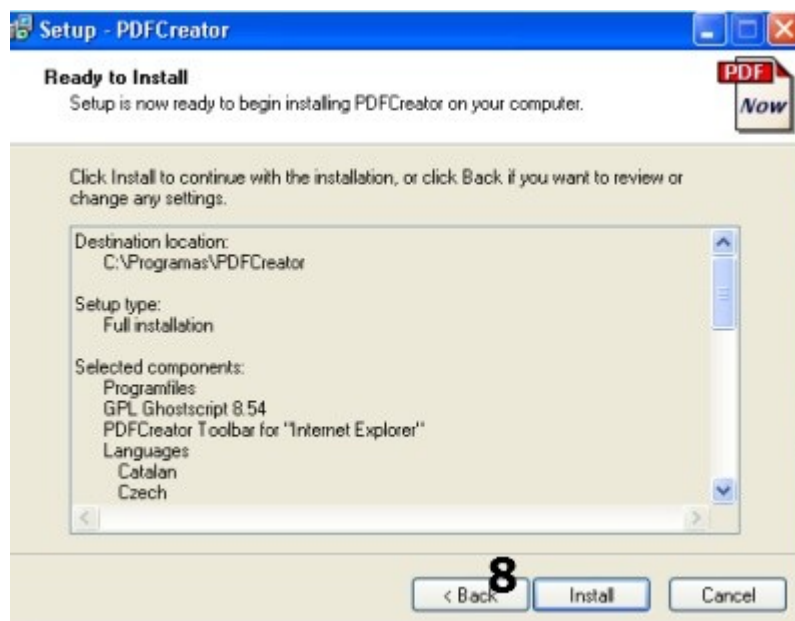 Setup - PDFCreator
Ready to Install
Setup is now ready to begin installing PDFCreator on your computer.
PDF
Now
Click Install to continue with the installation, or click Back if you want to review or
change any settings.
Destination location:
C:\Programas\PDFCreator
Setup type:
Full installation
Selected components:
Programfiles
GPL Ghostscript 8.54
PDFCreator Toolbar for "Internet Explorer"
Languages
Catalan
Czech
8
< Back Install Cancel